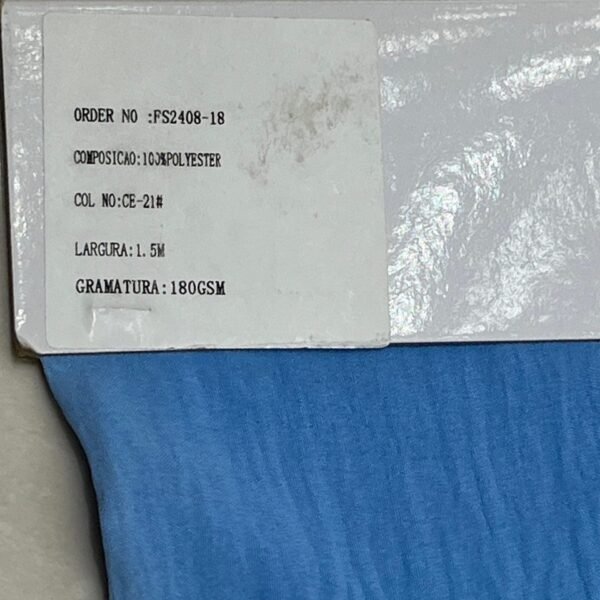 ORDER NO :FS2408-18
COMPOSICAO:100%POLYESTER
COL NO:CE-21#
LARGURA:1.5M
GRAMATURA:180GSM